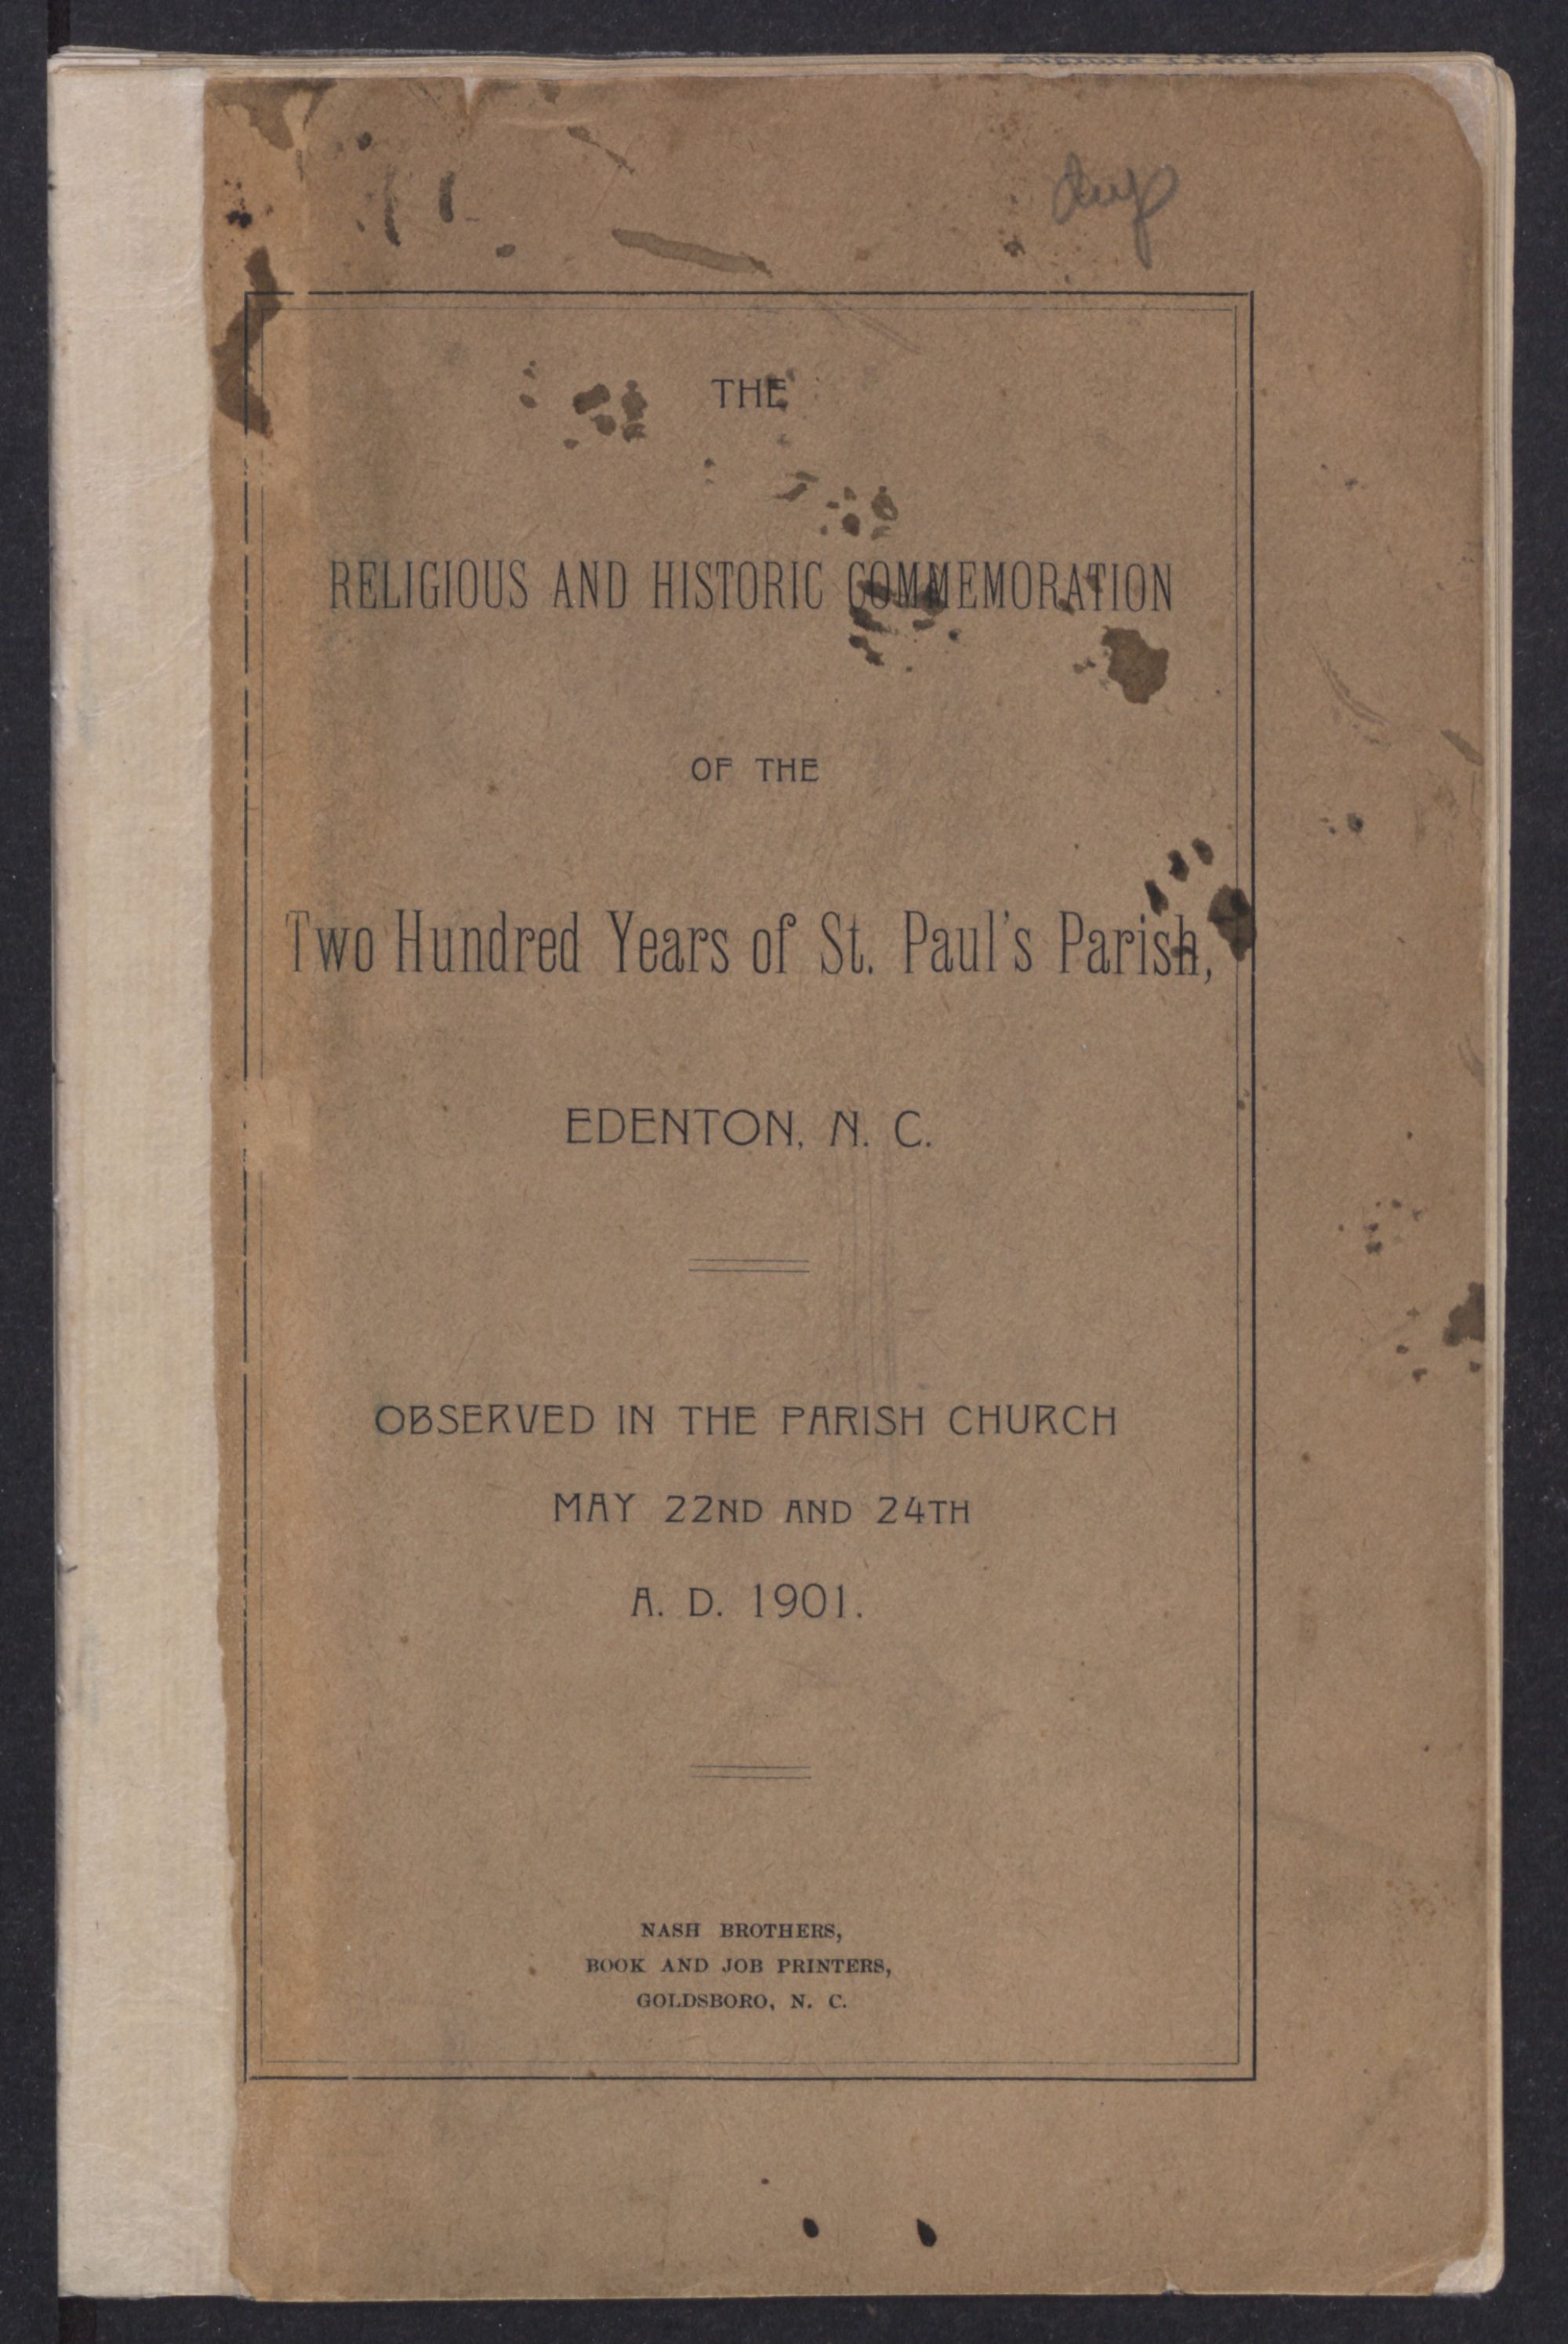 dup
THE
RELIGIOUS AND HISTORIC COMMEMORATION
OF THE
Two Hundred Years of St. Paul's Parish,
EDENTON, N. C.
OBSERVED IN THE PARISH CHURCH
MAY 22ND AND 24TH
A. D. 1901.
NASH BROTHERS,
BOOK AND JOB PRINTERS,
GOLDSBORO, N. C.